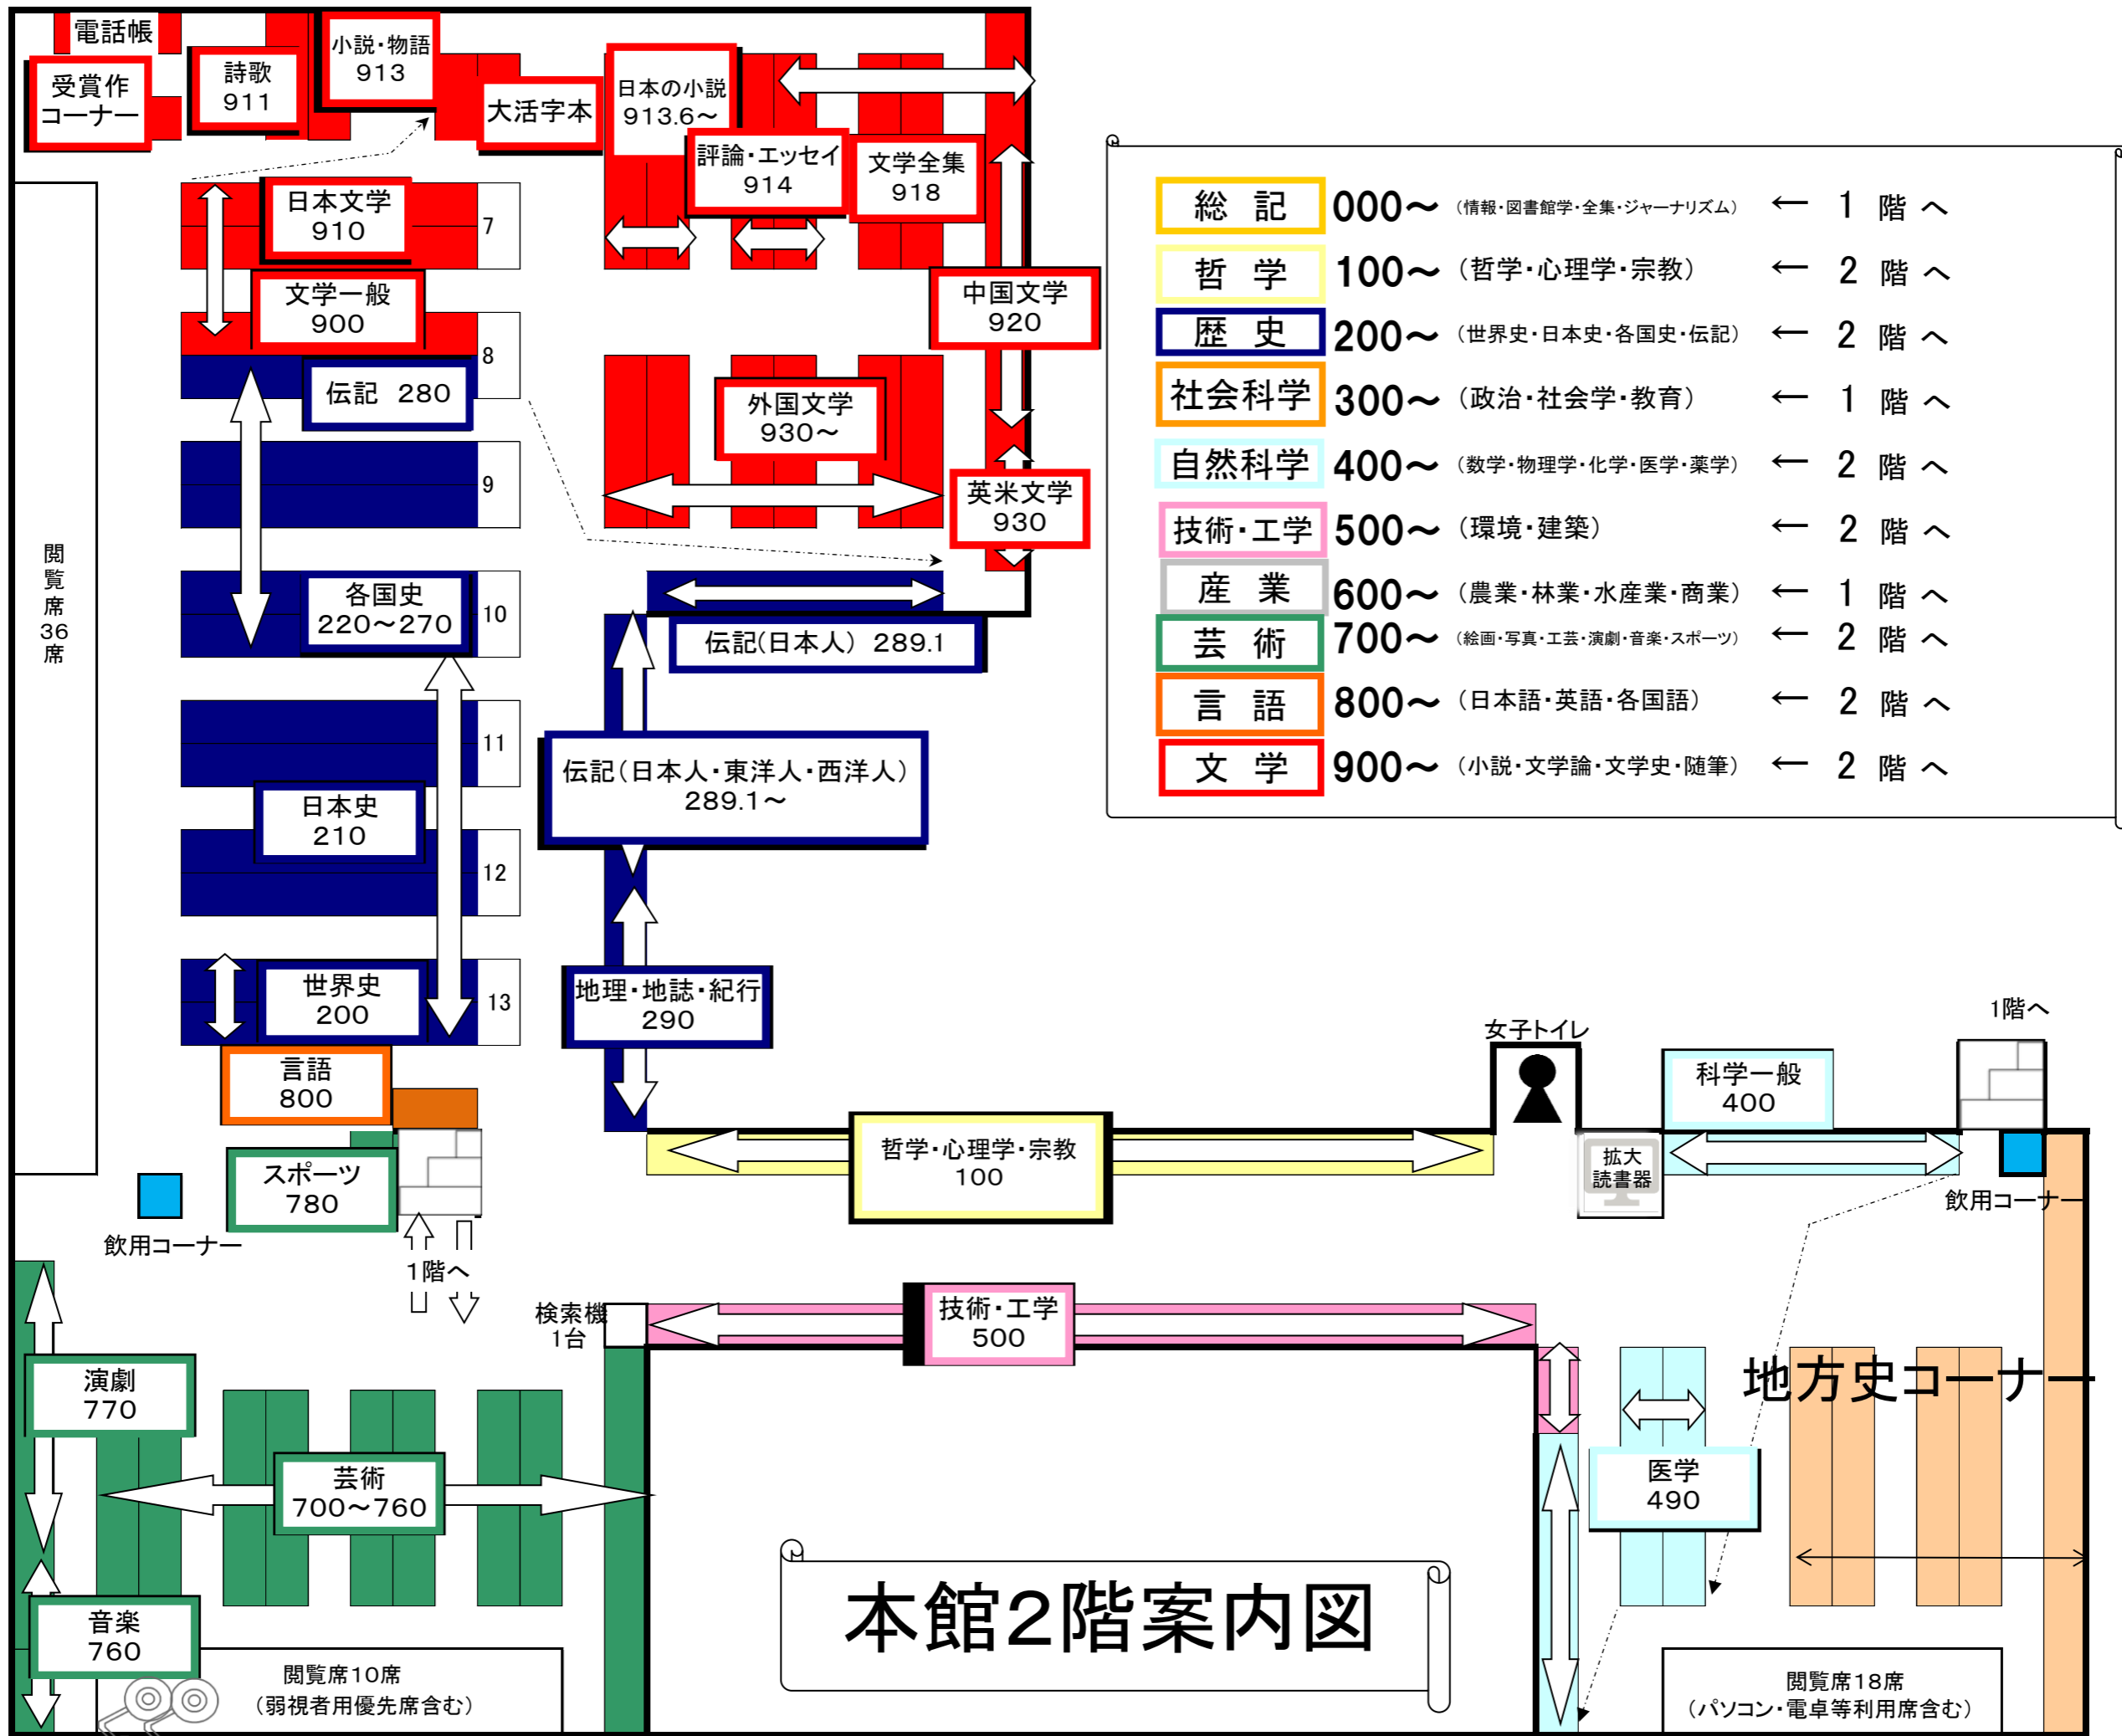 電話帳
受賞作
コーナー
詩歌
911
小説・物語
913
大活字本
日本の小説
913.6～
評論・エッセイ
914
文学全集
918
日本文学
910
7
文学一般
900
8
伝記 280
9
中国文学
920
外国文学
930～
英米文学
930
閲覧席36席
各国史
220～270
10
伝記(日本人) 289.1
11
伝記(日本人・東洋人・西洋人)
289.1～
日本史
210
12
世界史
200
13
地理・地誌・紀行
290
言語
800
スポーツ
780
飲用コーナー
1階へ
総 記 000～ (情報・図書館学・全集・ジャーナリズム) ← 1 階 へ
哲 学 100～ (哲学・心理学・宗教) ← 2 階 へ
歴 史 200～ (世界史・日本史・各国史・伝記) ← 2 階 へ
社会科学 300～ (政治・社会学・教育) ← 1 階 へ
自然科学 400～ (数学・物理学・化学・医学・薬学) ← 2 階 へ
技術・工学 500～ (環境・建築) ← 2 階 へ
産 業 600～ (農業・林業・水産業・商業) ← 1 階 へ
芸 術 700～ (絵画・写真・工芸・演劇・音楽・スポーツ) ← 2 階 へ
言 語 800～ (日本語・英語・各国語) ← 2 階 へ
文 学 900～ (小説・文学論・文学史・随筆) ← 2 階 へ
哲学・心理学・宗教
100
女子トイレ
拡大
読書器
科学一般
400
1階へ
飲用コーナー
検索機
1台
技術・工学
500
演劇
770
芸術
700～760
音楽
760
閲覧席10席
(弱視者用優先席含む)
本館2階案内図
地方史コーナー
医学
490
閲覧席18席
(パソコン・電卓等利用席含む)